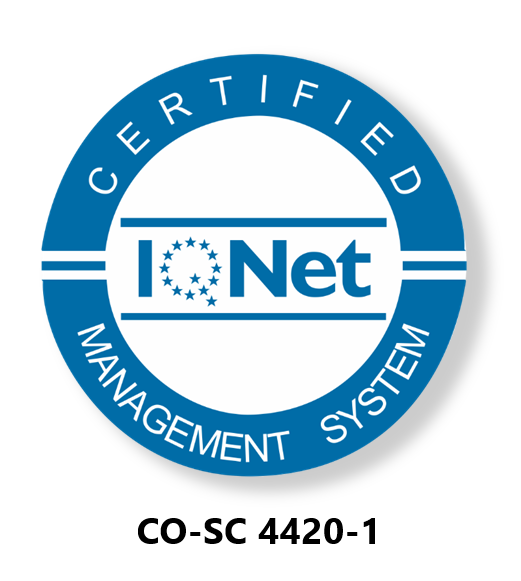 CERTIFIED
IQNet
MANAGEMENT SYSTEM
CO-SC 4420-1